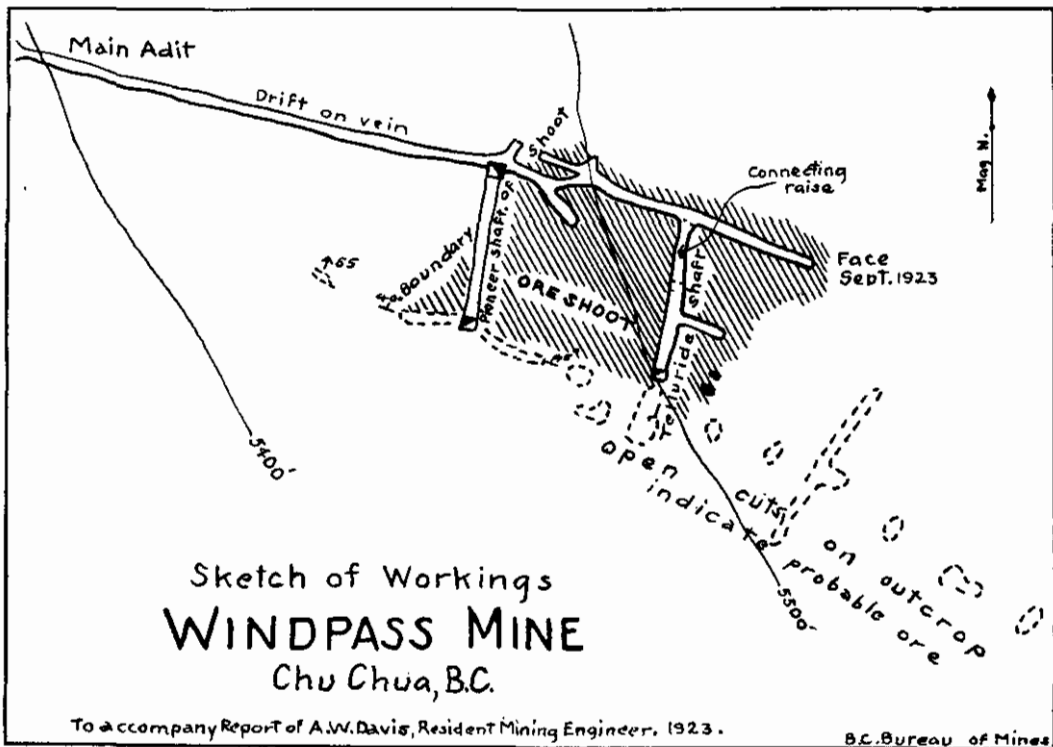 Main Adit
Drift on vein
Shoot
Mag N.
Connecting
raise
Face
Sept. 1923
↗65
Boundary
of
Pioneer shaft
ORE SHOOT
Telluride shaft
open cuts, on outcrop
indicate probable ore
5400'
5500'
Sketch of Workings
WINDPASS MINE
Chu Chua, B.C.
To accompany Report of A.W. Davis, Resident Mining Engineer. 1923.
B.C. Bureau of Mines